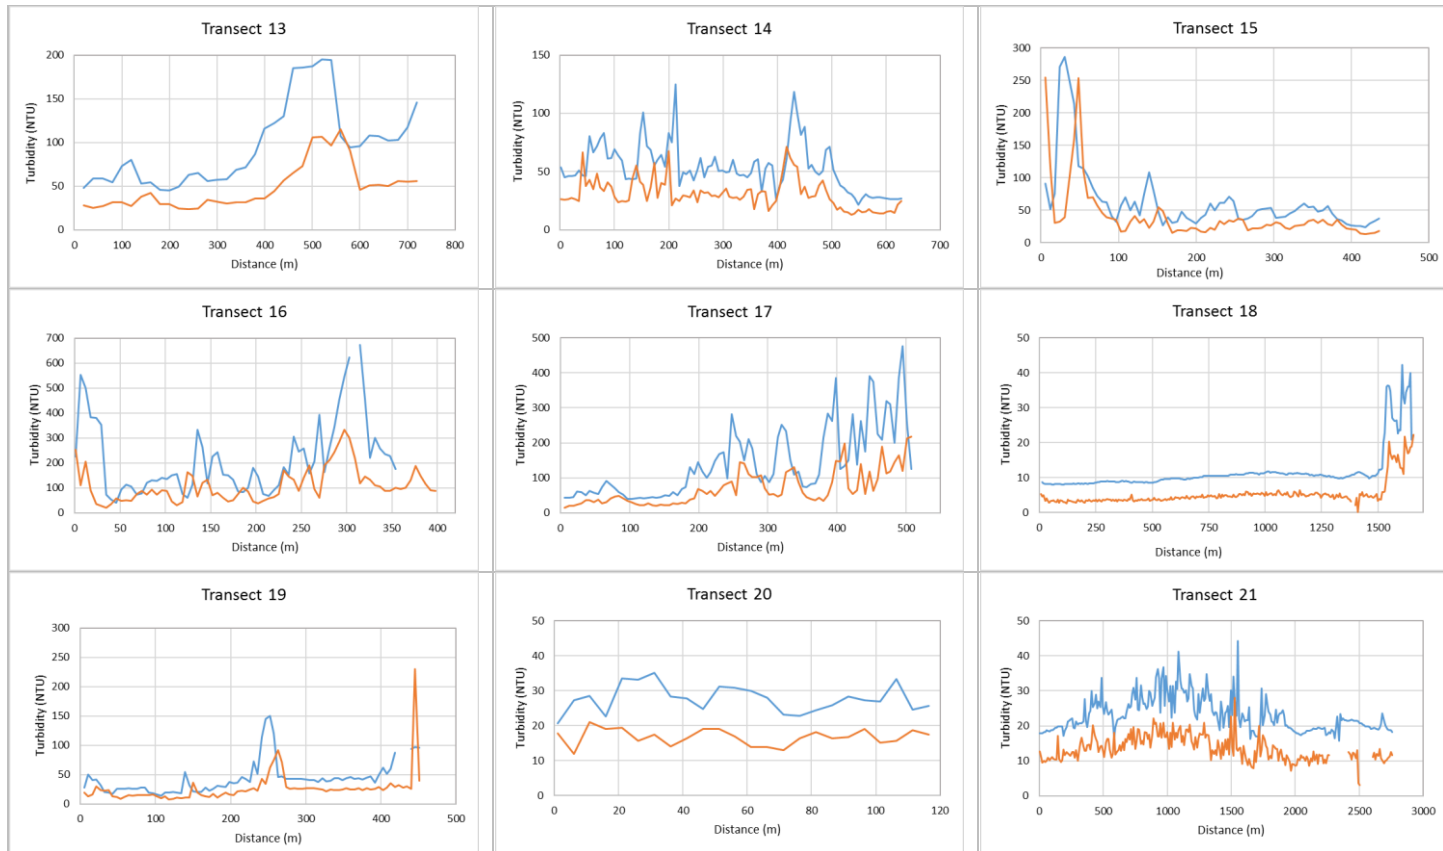 Transect 13
Turbidity (NTU)
200
150
100
50
0
0 100 200 300 400 500 600 700 800
Distance (m)
Transect 14
Turbidity (NTU)
150
100
50
0
0 100 200 300 400 500 600 700
Distance (m)
Transect 15
Turbidity (NTU)
300
250
200
150
100
50
0
0 100 200 300 400 500
Distance (m)
Transect 16
Turbidity (NTU)
700
600
500
400
300
200
100
0
0 50 100 150 200 250 300 350 400
Distance (m)
Transect 17
Turbidity (NTU)
500
400
300
200
100
0
0 100 200 300 400 500
Distance (m)
Transect 18
Turbidity (NTU)
50
40
30
20
10
0
0 250 500 750 1000 1250 1500
Distance (m)
Transect 19
Turbidity (NTU)
300
250
200
150
100
50
0
0 100 200 300 400 500
Distance (m)
Transect 20
Turbidity (NTU)
50
40
30
20
10
0
0 20 40 60 80 100 120
Distance (m)
Transect 21
Turbidity (NTU)
50
40
30
20
10
0
0 500 1000 1500 2000 2500 3000
Distance (m)